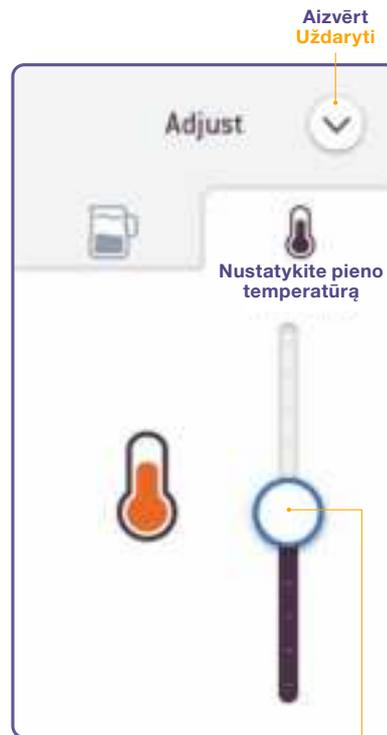 Aizvērt
Uždaryti
Adjust
Nustatykite pieno
temperatūrą